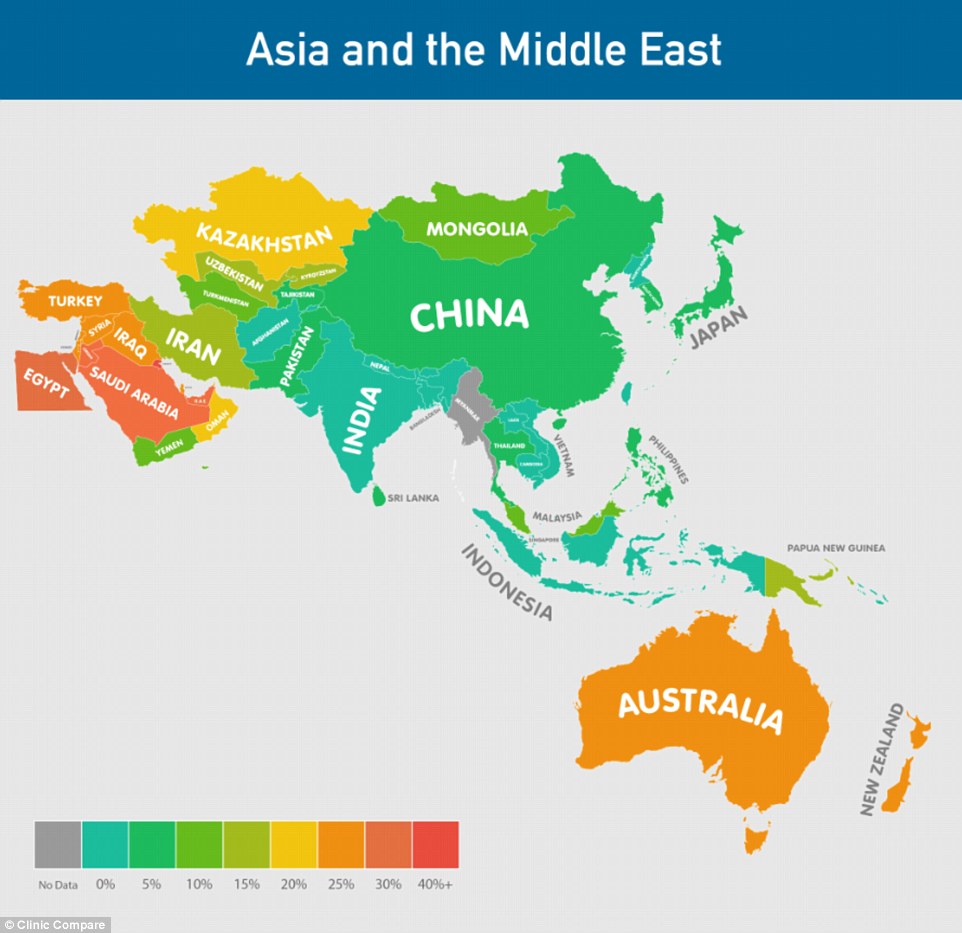 Asia and the Middle East
KAZAKHSTAN
MONGOLIA
UZBEKISTAN
KYRGYZSTAN
TURKMENISTAN
TAJIKISTAN
TURKEY
SYRIA
IRAQ
IRAN
AFGHANISTAN
PAKISTAN
CHINA
JAPAN
EGYPT
SAUDI ARABIA
U.A.E
OMAN
YEMEN
NEPAL
INDIA
BANGLADESH
MYANMAR
LAOS
THAILAND
VIETNAM
CAMBODIA
PHILIPPINES
SRI LANKA
MALAYSIA
SINGAPORE
INDONESIA
PAPUA NEW GUINEA
AUSTRALIA
NEW ZEALAND
No Data 0% 5% 10% 15% 20% 25% 30% 40%+
© Clinic Compare